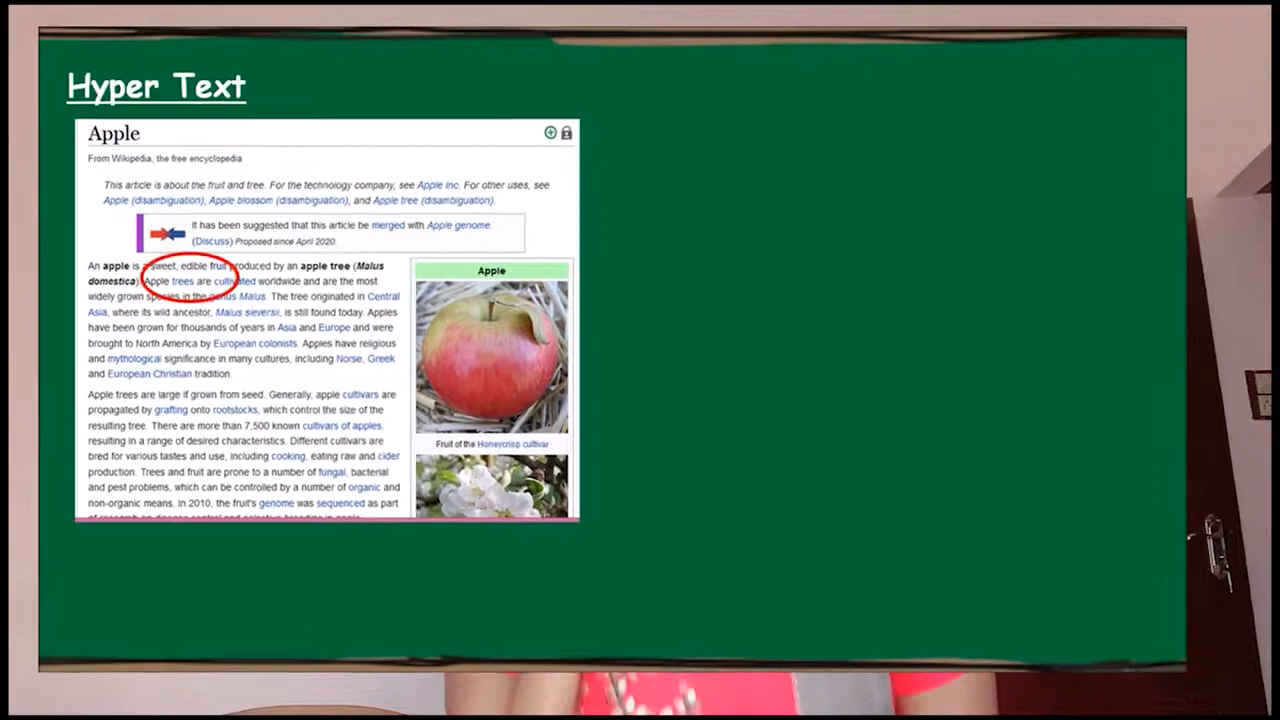 Hyper Text
Apple
From Wikipedia, the free encyclopedia
This article is about the fruit and tree. For the technology company, see Apple Inc. For other uses, see
Apple (disambiguation), Apple blossom (disambiguation), and Apple tree (disambiguation).
It has been suggested that this article be merged with Apple genome.
(Discuss) Proposed since April 2020.
An apple is a sweet, edible fruit produced by an apple tree (Malus
domestica). Apple trees are cultivated worldwide and are the most
widely grown species in the genus Malus. The tree originated in Central
Asia, where its wild ancestor, Malus sieversii, is still found today. Apples
have been grown for thousands of years in Asia and Europe and were
brought to North America by European colonists. Apples have religious
and mythological significance in many cultures, including Norse, Greek
and European Christian tradition.
Apple trees are large if grown from seed. Generally, apple cultivars are
propagated by grafting onto rootstocks, which control the size of the
resulting tree. There are more than 7,500 known cultivars of apples,
resulting in a range of desired characteristics. Different cultivars are
bred for various tastes and use, including cooking, eating raw and cider
production. Trees and fruit are prone to a number of fungal, bacterial
and pest problems, which can be controlled by a number of organic and
non-organic means. In 2010, the fruit's genome was sequenced as part
of research on disease control and selective breeding in apple
Apple
Fruit of the Honeycrisp cultivar